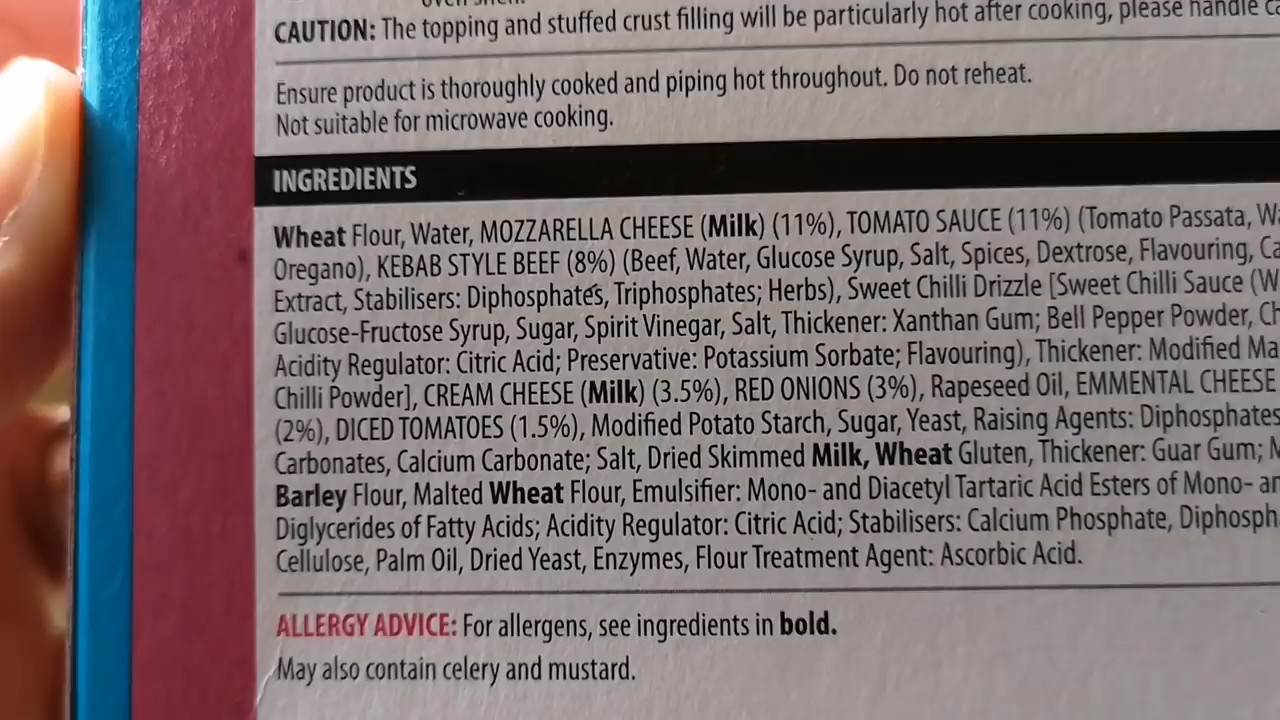 CAUTION: The topping and stuffed crust filling will be particularly hot after cooking, please handle
Ensure product is thoroughly cooked and piping hot throughout. Do not reheat.
Not suitable for microwave cooking.
INGREDIENTS
Wheat Flour, Water, MOZZARELLA CHEESE (Milk) (11%), TOMATO SAUCE (11%) (Tomato Passata,
Oregano), KEBAB STYLE BEEF (8%) (Beef, Water, Glucose Syrup, Salt, Spices, Dextrose, Flavouring,
Extract, Stabilisers: Diphosphates, Triphosphates; Herbs), Sweet Chilli Drizzle [Sweet Chilli Sauce
Glucose-Fructose Syrup, Sugar, Spirit Vinegar, Salt, Thickener: Xanthan Gum; Bell Pepper Powder,
Acidity Regulator: Citric Acid; Preservative: Potassium Sorbate; Flavouring), Thickener: Modified
Chilli Powder], CREAM CHEESE (Milk) (3.5%), RED ONIONS (3%), Rapeseed Oil, EMMENTAL CHEESE
(2%), DICED TOMATOES (1.5%), Modified Potato Starch, Sugar, Yeast, Raising Agents: Diphosphates
Carbonates, Calcium Carbonate; Salt, Dried Skimmed Milk, Wheat Gluten, Thickener: Guar Gum;
Barley Flour, Malted Wheat Flour, Emulsifier: Mono- and Diacetyl Tartaric Acid Esters of Mono-
Diglycerides of Fatty Acids; Acidity Regulator: Citric Acid; Stabilisers: Calcium Phosphate,
Cellulose, Palm Oil, Dried Yeast, Enzymes, Flour Treatment Agent: Ascorbic Acid.
ALLERGY ADVICE: For allergens, see ingredients in bold.
May also contain celery and mustard.